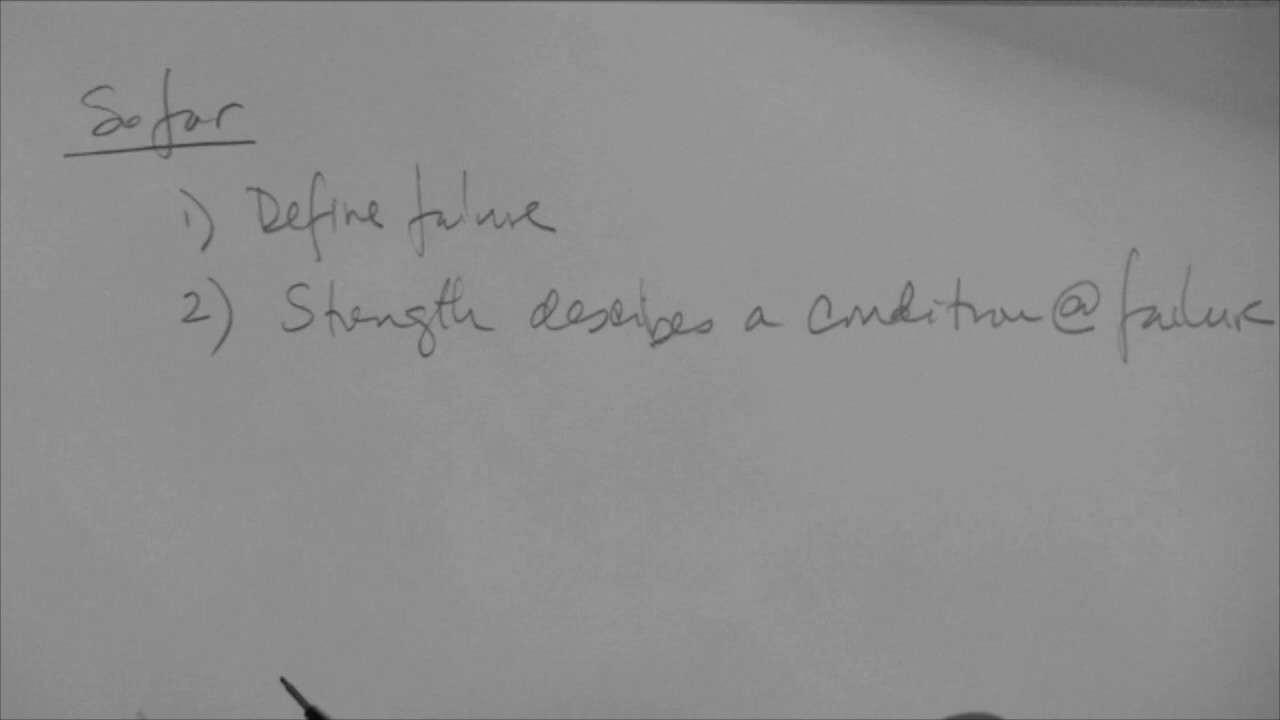 So far
1) Define failure
2) Strength describes a condition @ failure